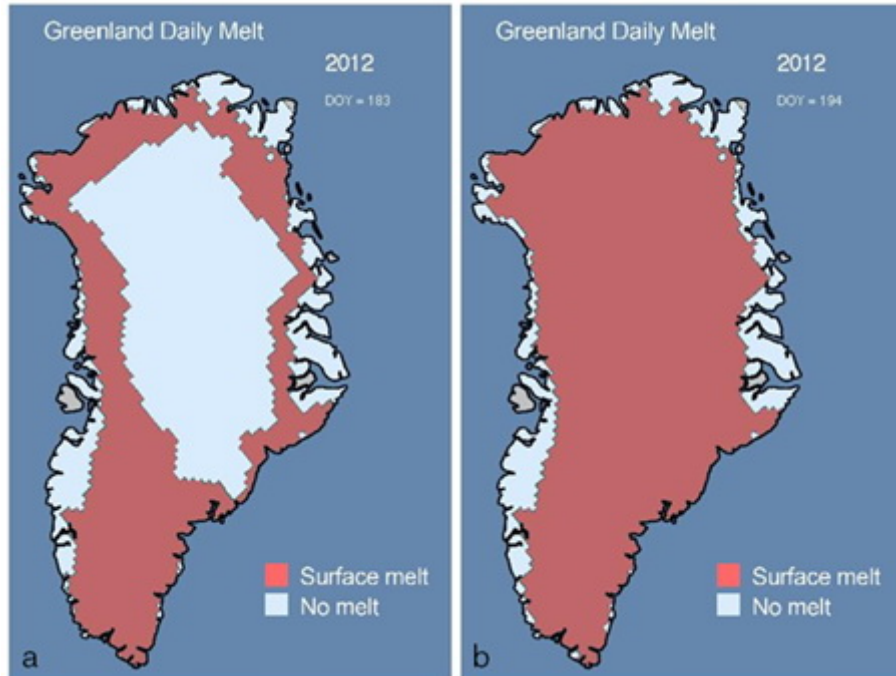 Greenland Daily Melt
2012
DOY = 183
Surface melt
No melt
a
Greenland Daily Melt
2012
DOY = 194
Surface melt
No melt
b